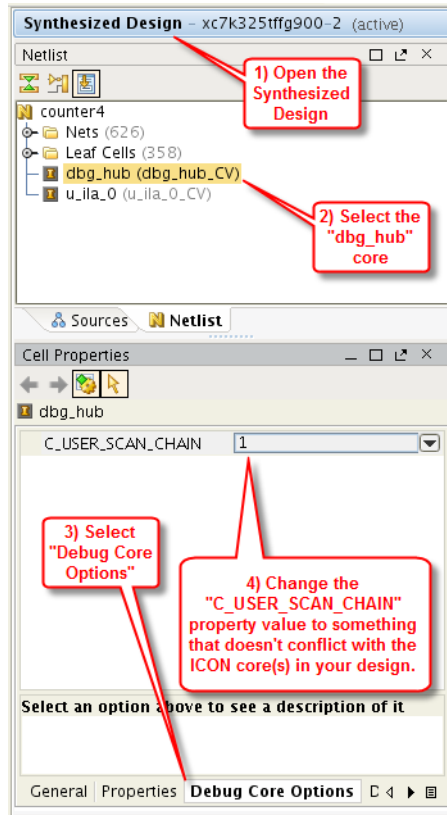 Synthesized Design - xc7k325tffg900-2 (active)
Netlist
1) Open the
Synthesized
Design
counter4
Nets (626)
Leaf Cells (358)
dbg_hub (dbg_hub_CV)
u_ila_0 (u_ila_0_CV)
2) Select the
"dbg_hub"
core
Sources
Netlist
Cell Properties
dbg_hub
C_USER_SCAN_CHAIN 1
3) Select
"Debug Core
Options"
4) Change the
"C_USER_SCAN_CHAIN"
property value to something
that doesn't conflict with the
ICON core(s) in your design.
Select an option above to see a description of it
General Properties Debug Core Options D